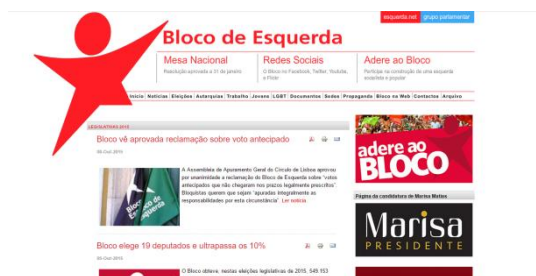 esquerda.net grupo parlamentar
Bloco de Esquerda
Mesa Nacional
Resolução aprovada a 31 de janeiro
Redes Sociais
O Bloco no Facebook, Twitter, Youtube, e Flickr
Adere ao Bloco
Participa na construção de uma esquerda socialista e popular
Início Notícias Eleições Autarquias Trabalho Jovens LGBT Documentos Sedes Propaganda Bloco na Web Contactos Arquivo
LEGISLATIVAS 2015
Bloco vê aprovada reclamação sobre voto antecipado
08-Out-2015
A Assembleia de Apuramento Geral do Círculo de Lisboa aprovou
por unanimidade a reclamação do Bloco de Esquerda sobre "votos
antecipados que não chegaram nos prazos legalmente prescritos".
Bloquistas querem que sejam "apuradas integralmente as
responsabilidades por esta circunstância". Ler notícia
Bloco de Esquerda
Bloco elege 19 deputados e ultrapassa os 10%
05-Out-2015
O Bloco obteve, nestas eleições legislativas de 2015, 549.153
adere ao
BLOCO
Página da candidatura de Marisa Matias
Marisa
PRESIDENTE